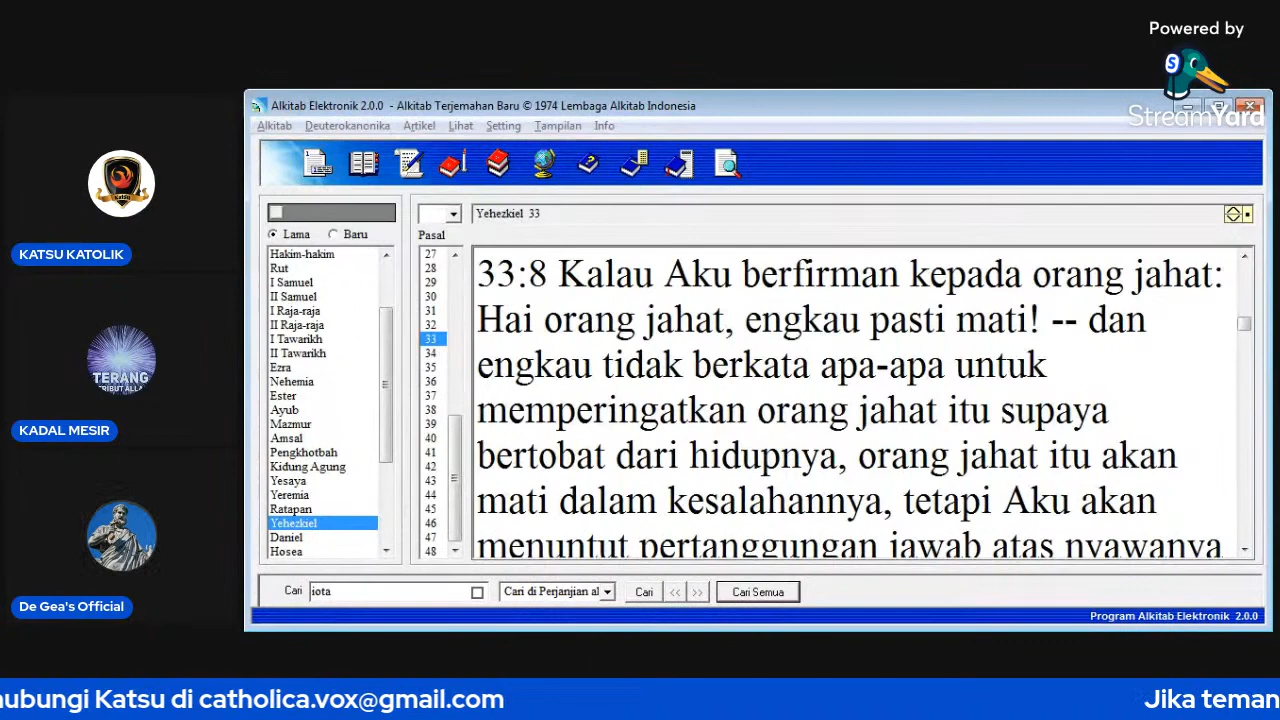 Powered by
StreamYard
Alkitab Elektronik 2.0.0 - Alkitab Terjemahan Baru © 1974 Lembaga Alkitab Indonesia
Alkitab Deuterokanonika Artikel Lihat Setting Tampilan Info
Yehezkiel 33
Lama Baru
Pasal
Hakim-hakim
Rut
I Samuel
II Samuel
I Raja-raja
II Raja-raja
I Tawarikh
II Tawarikh
Ezra
Nehemia
Ester
Ayub
Mazmur
Amsal
Pengkhotbah
Kidung Agung
Yesaya
Yeremia
Ratapan
Yehezkiel
Daniel
Hosea
27
28
29
30
31
32
33
34
35
36
37
38
39
40
41
42
43
44
45
46
47
48
33:8 Kalau Aku berfirman kepada orang jahat:
Hai orang jahat, engkau pasti mati! -- dan
engkau tidak berkata apa-apa untuk
memperingatkan orang jahat itu supaya
bertobat dari hidupnya, orang jahat itu akan
mati dalam kesalahannya, tetapi Aku akan
menuntut pertanggungan jawab atas nyawanya
Cari iota Cari di Perjanjian al Cari << >> Cari Semua
Program Alkitab Elektronik 2.0.0
KATSU KATOLIK
TERANG
KADAL MESIR
De Gea's Official
ubungi Katsu di catholica.vox@gmail.com
Jika teman